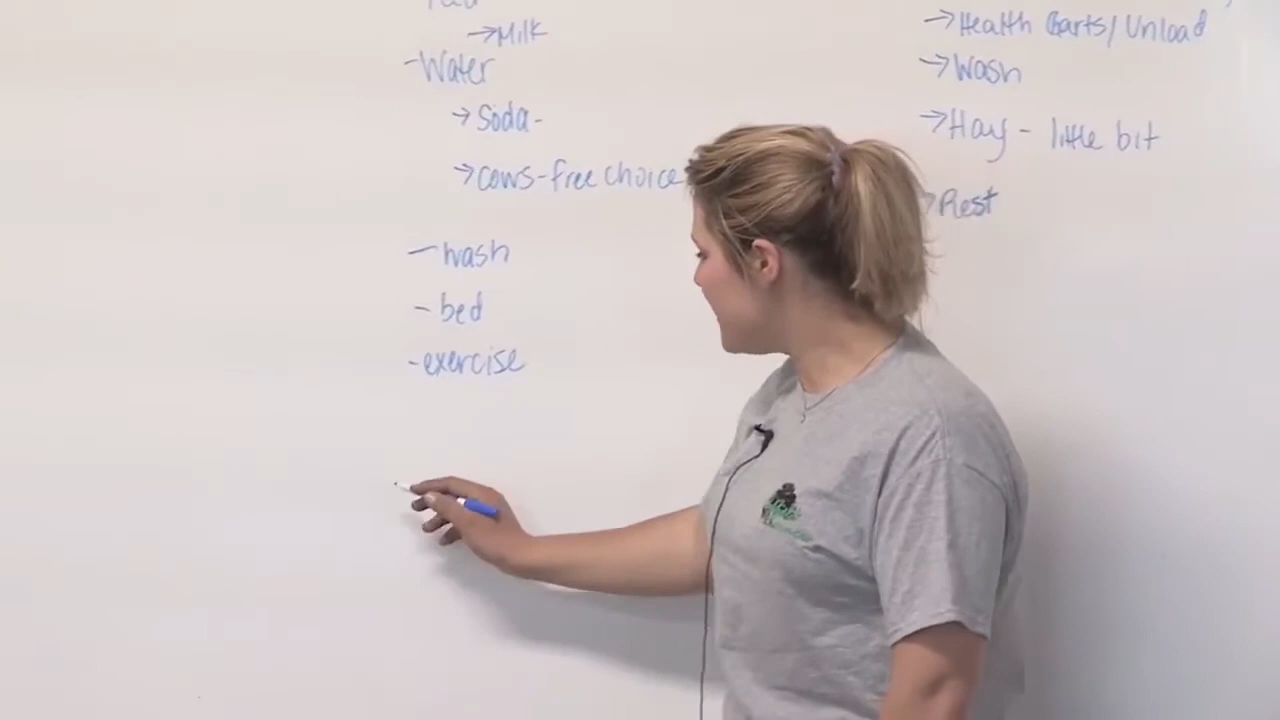 →Milk
-Water
→Soda-
→cows-free choice
-wash
-bed
-exercise
→Health Carts/Unload
→Wash
→Hay - little bit
→Rest